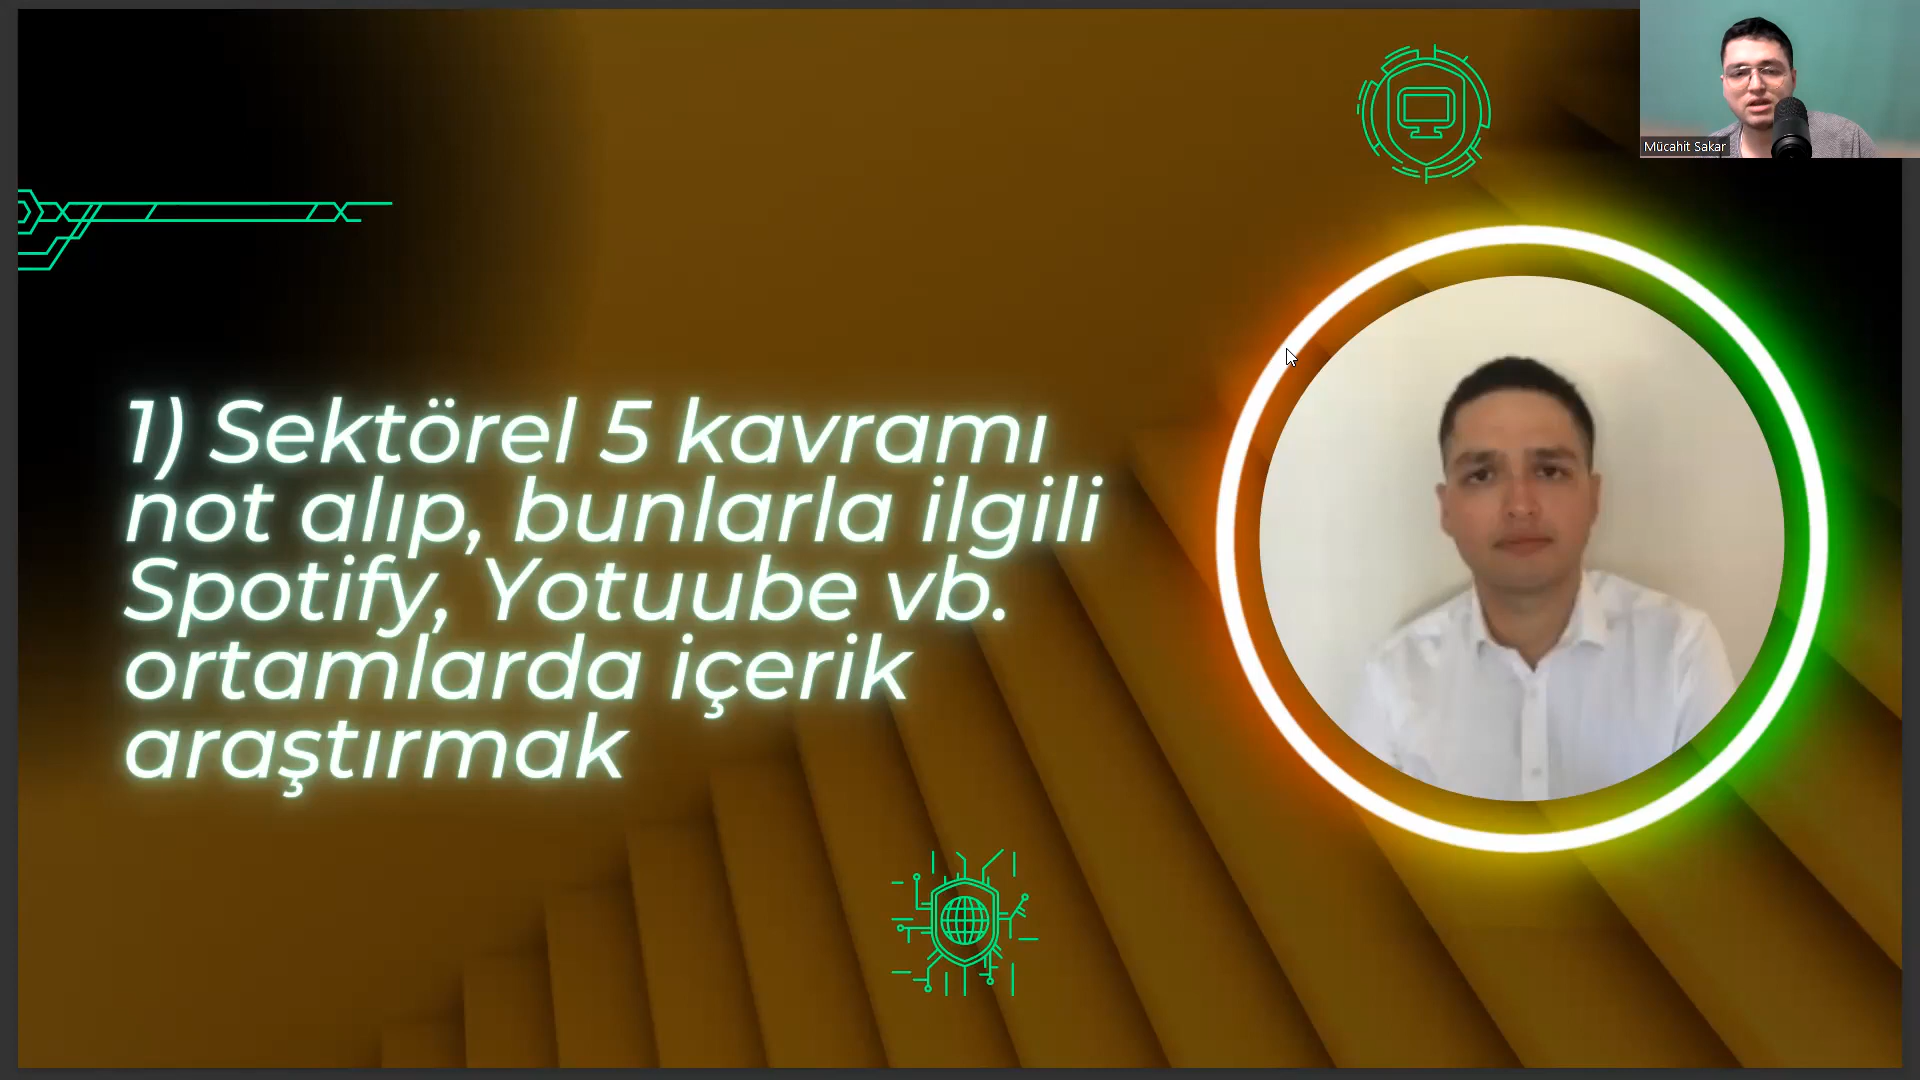 Mücahit Sakar
1) Sektörel 5 kavramı
not alıp, bunlarla ilgili
Spotify, Yotuube vb.
ortamlarda içerik
araştırmak